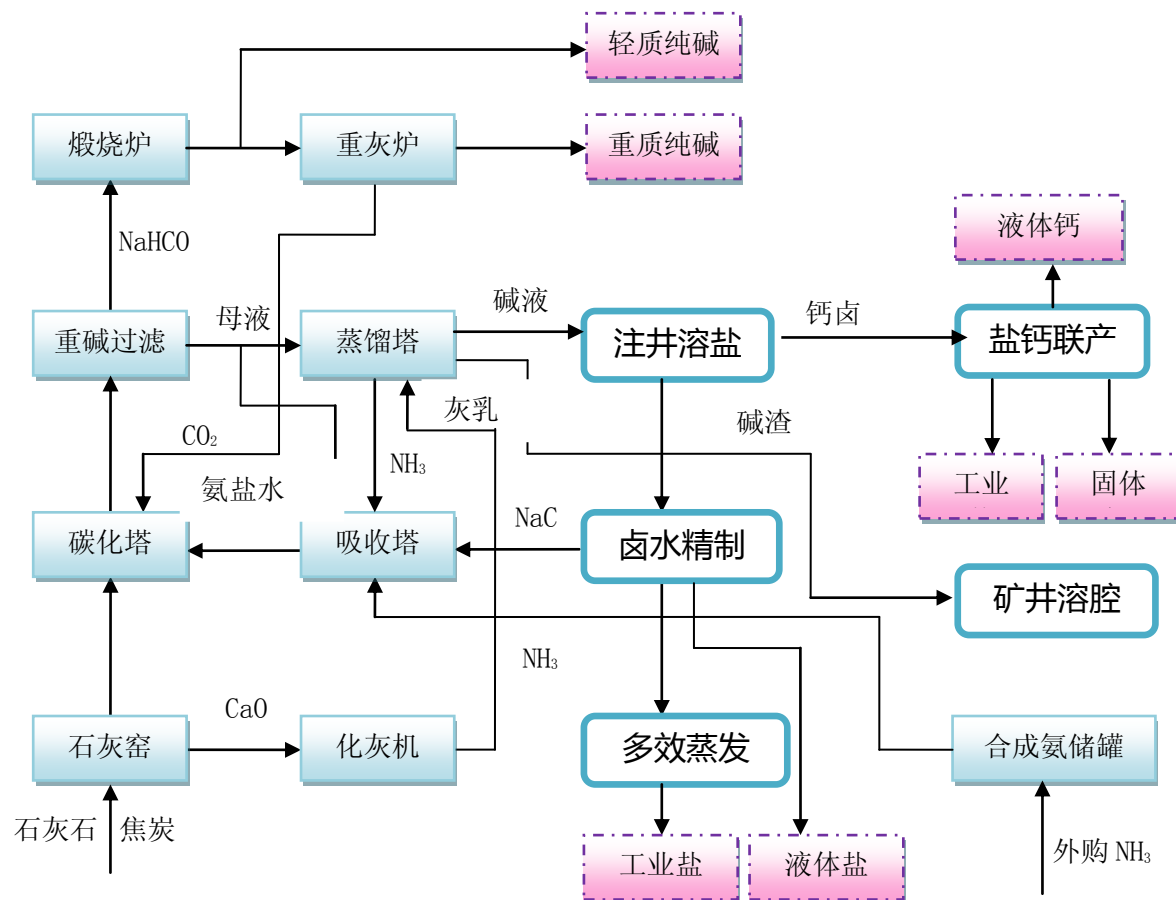 轻质纯碱
煅烧炉
重灰炉
重质纯碱
液体钙
NaHCO
母液
碱液
钙卤
重碱过滤
蒸馏塔
注井溶盐
盐钙联产
灰乳
碱渣
CO₂
NH₃
工业
固体
氨盐水
NaC
碳化塔
吸收塔
卤水精制
矿井溶腔
NH₃
CaO
石灰窑
化灰机
多效蒸发
合成氨储罐
石灰石
焦炭
工业盐
液体盐
外购 NH₃